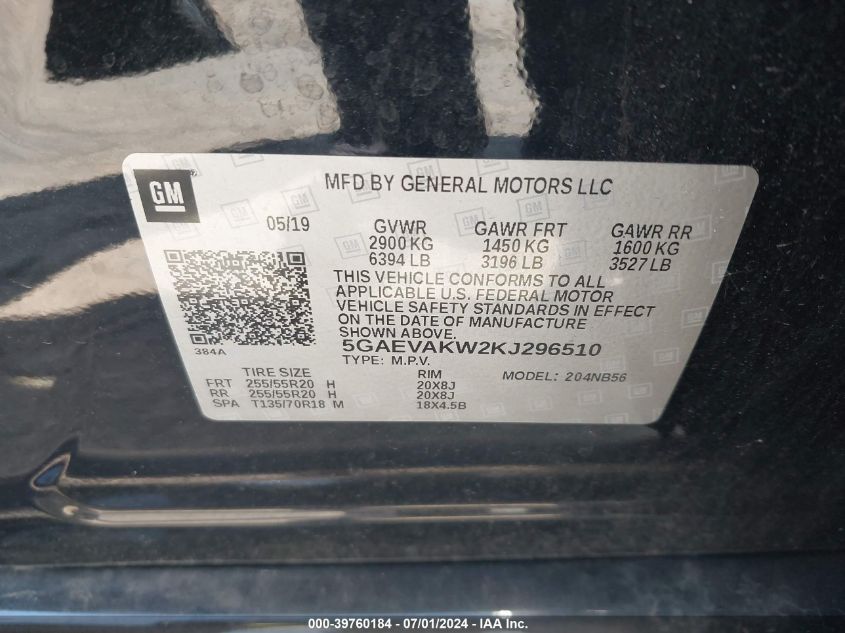 GM
MFD BY GENERAL MOTORS LLC
05/19 GVWR GAWR FRT GAWR RR
2900 KG 1450 KG 1600 KG
6394 LB 3196 LB 3527 LB
THIS VEHICLE CONFORMS TO ALL
APPLICABLE U.S. FEDERAL MOTOR
VEHICLE SAFETY STANDARDS IN EFFECT
ON THE DATE OF MANUFACTURE
SHOWN ABOVE.
384A
5GAEVAKW2KJ296510
TYPE: M.P.V. MODEL: 204NB56
TIRE SIZE RIM
FRT 255/55R20 H 20X8J
RR 255/55R20 H 20X8J
SPA T135/70R18 M 18X4.5B
000-39760184 - 07/01/2024 - IAA Inc.